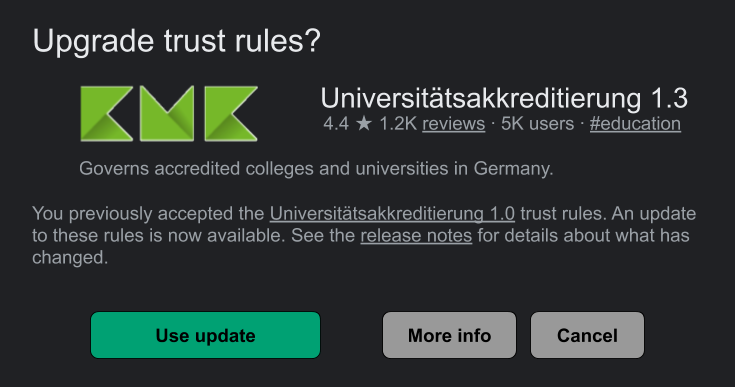 Upgrade trust rules?
KMK
Universitätsakkreditierung 1.3
4.4 ★ 1.2K reviews · 5K users · #education
Governs accredited colleges and universities in Germany.
You previously accepted the Universitätsakkreditierung 1.0 trust rules. An update
to these rules is now available. See the release notes for details about what has
changed.
Use update
More info
Cancel